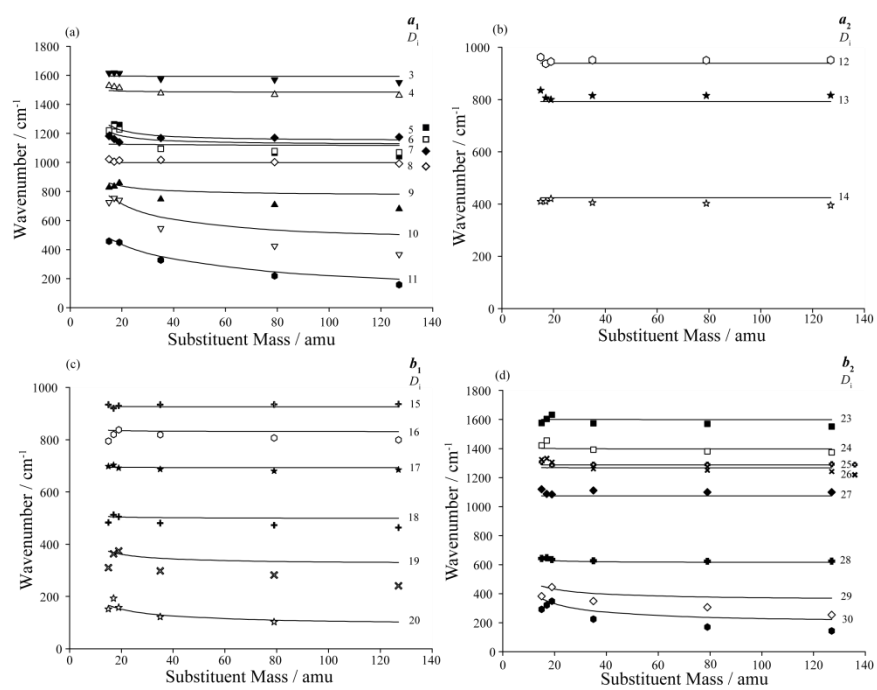 (a)
a₁
Dᵢ
1800
1600
1400
1200
1000
800
600
400
200
0
3
4
5
6
7
8
9
10
11
0 20 40 60 80 100 120 140
Wavenumber / cm⁻¹
Substituent Mass / amu
(b)
a₂
Dᵢ
1000
800
600
400
200
0
12
13
14
0 20 40 60 80 100 120 140
Wavenumber / cm⁻¹
Substituent Mass / amu
(c)
b₁
Dᵢ
1000
800
600
400
200
0
15
16
17
18
19
20
0 20 40 60 80 100 120 140
Wavenumber / cm⁻¹
Substituent Mass / amu
(d)
b₂
Dᵢ
1800
1600
1400
1200
1000
800
600
400
200
0
23
24
25
26
27
28
29
30
0 20 40 60 80 100 120 140
Wavenumber / cm⁻¹
Substituent Mass / amu